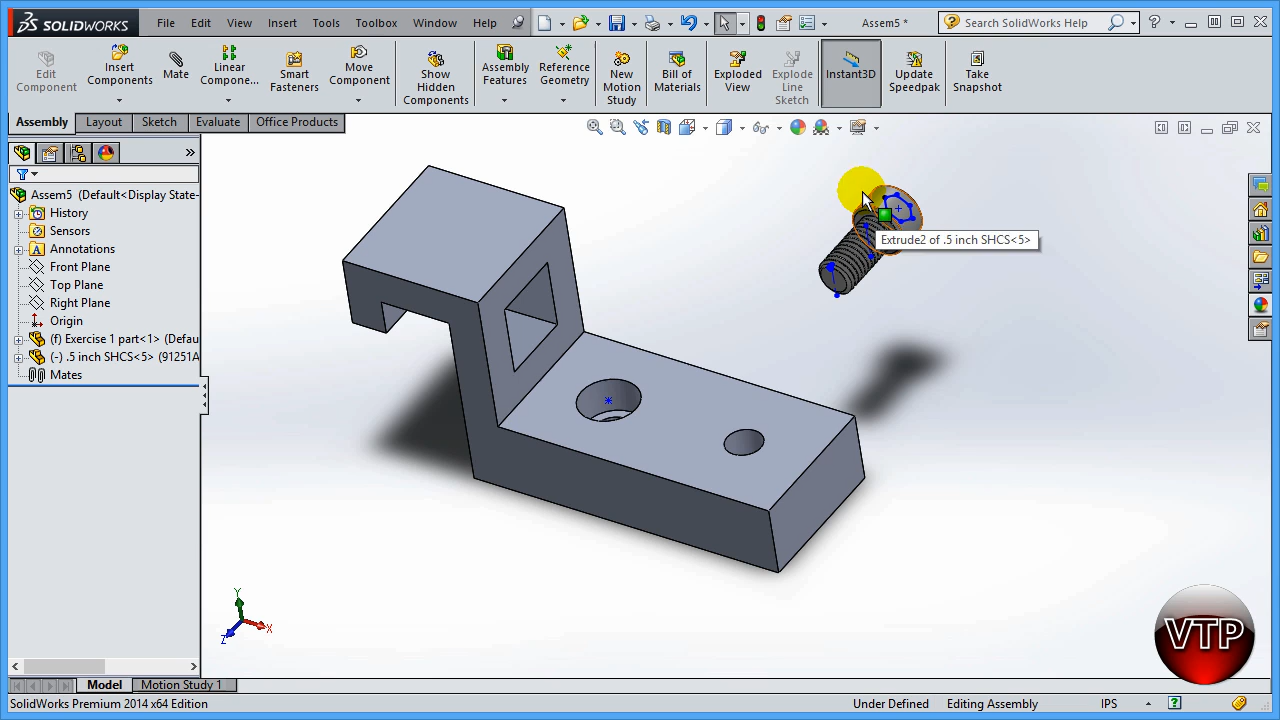 SOLIDWORKS File Edit View Insert Tools Toolbox Window Help Assem5 * Search SolidWorks Help
Edit Component
Insert Components
Mate
Linear Compone...
Smart Fasteners
Move Component
Show Hidden Components
Assembly Features
Reference Geometry
New Motion Study
Bill of Materials
Exploded View
Explode Line Sketch
Instant3D
Update Speedpak
Take Snapshot
Assembly Layout Sketch Evaluate Office Products
Assem5 (Default<Display State-
History
Sensors
Annotations
Front Plane
Top Plane
Right Plane
Origin
(f) Exercise 1 part<1> (Defau
(-) .5 inch SHCS<5> (91251A
Mates
Extrude2 of .5 inch SHCS<5>
Y
X
Z
VTP
Model Motion Study 1
SolidWorks Premium 2014 x64 Edition Under Defined Editing Assembly IPS